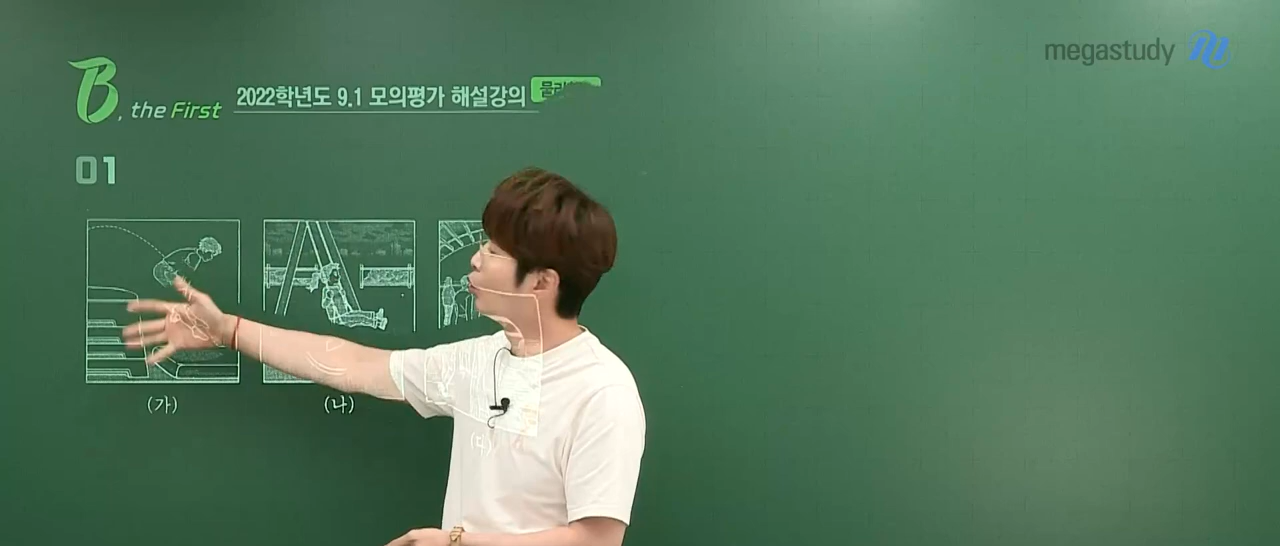 megastudy
B, the First 2022학년도 9.1 모의평가 해설강의
01
(가) (나) (다)